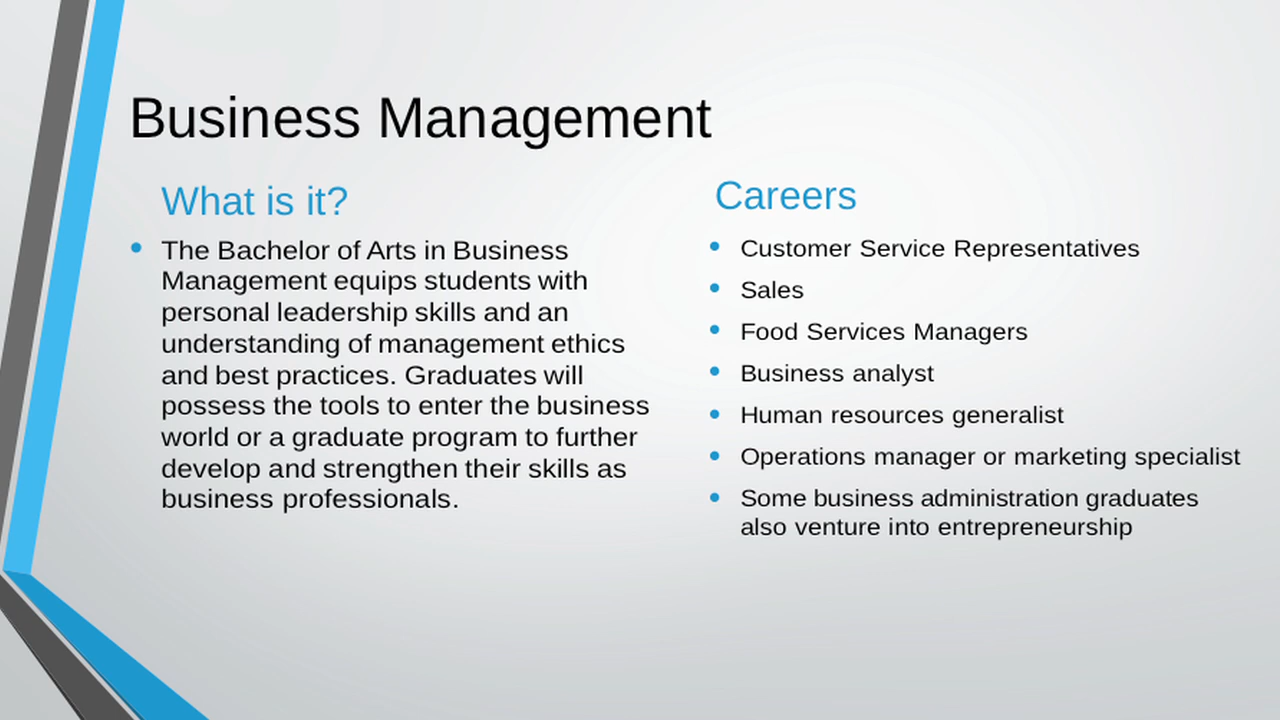 Business Management
What is it?
The Bachelor of Arts in Business
Management equips students with
personal leadership skills and an
understanding of management ethics
and best practices. Graduates will
possess the tools to enter the business
world or a graduate program to further
develop and strengthen their skills as
business professionals.
Careers
Customer Service Representatives
Sales
Food Services Managers
Business analyst
Human resources generalist
Operations manager or marketing specialist
Some business administration graduates
also venture into entrepreneurship